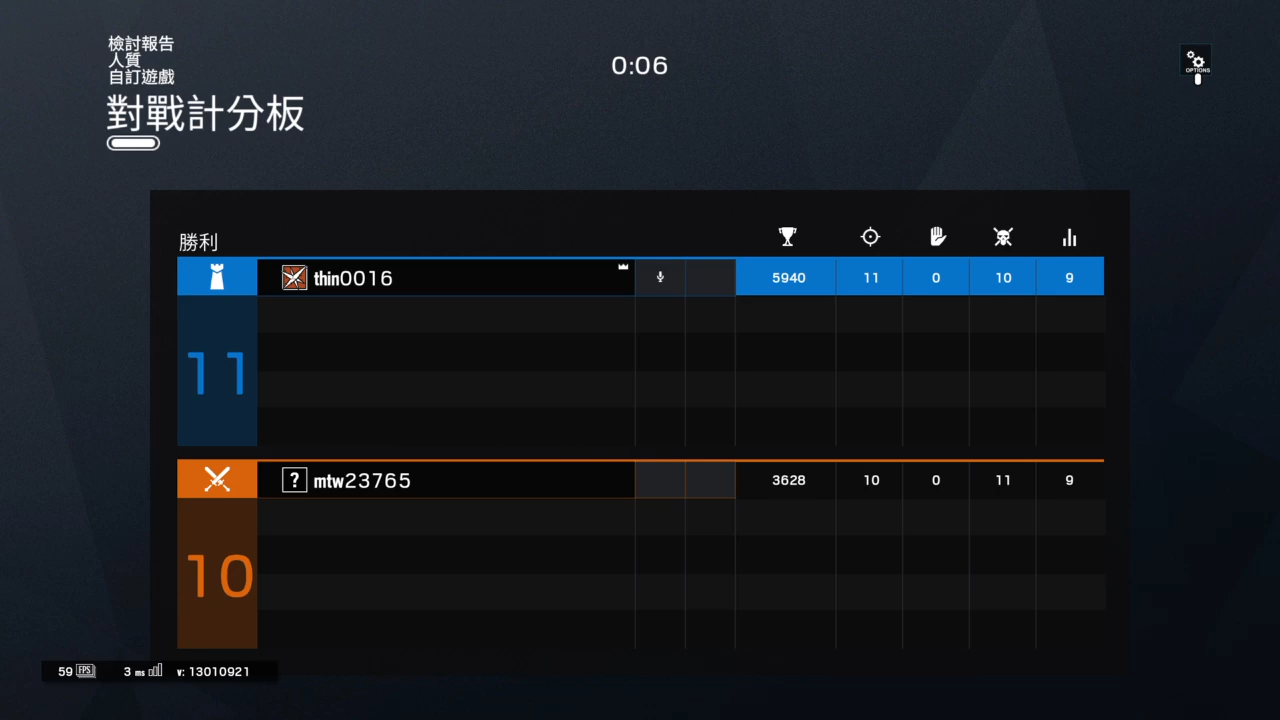 檢討報告
人質
自訂遊戲
對戰計分板
0:06
OPTIONS
勝利
thin0016 5940 11 0 10 9
11
? mtw23765 3628 10 0 11 9
10
59 FPS 3 ms v: 13010921